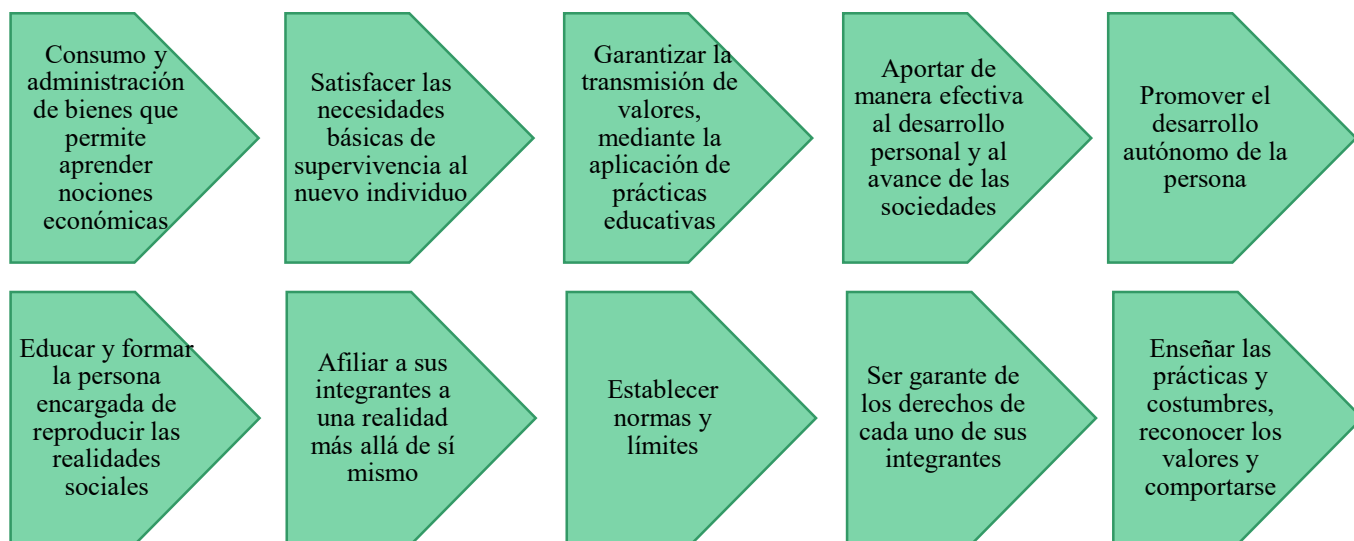 Consumo y
administración
de bienes que
permite
aprender
nociones
económicas
Satisfacer las
necesidades
básicas de
supervivencia al
nuevo individuo
Garantizar la
transmisión de
valores,
mediante la
aplicación de
prácticas
educativas
Aportar de
manera efectiva
al desarrollo
personal y al
avance de las
sociedades
Promover el
desarrollo
autónomo de la
persona
Educar y formar
la persona
encargada de
reproducir las
realidades
sociales
Afiliar a sus
integrantes a
una realidad
más allá de sí
mismo
Establecer
normas y
límites
Ser garante de
los derechos de
cada uno de sus
integrantes
Enseñar las
prácticas y
costumbres,
reconocer los
valores y
comportarse